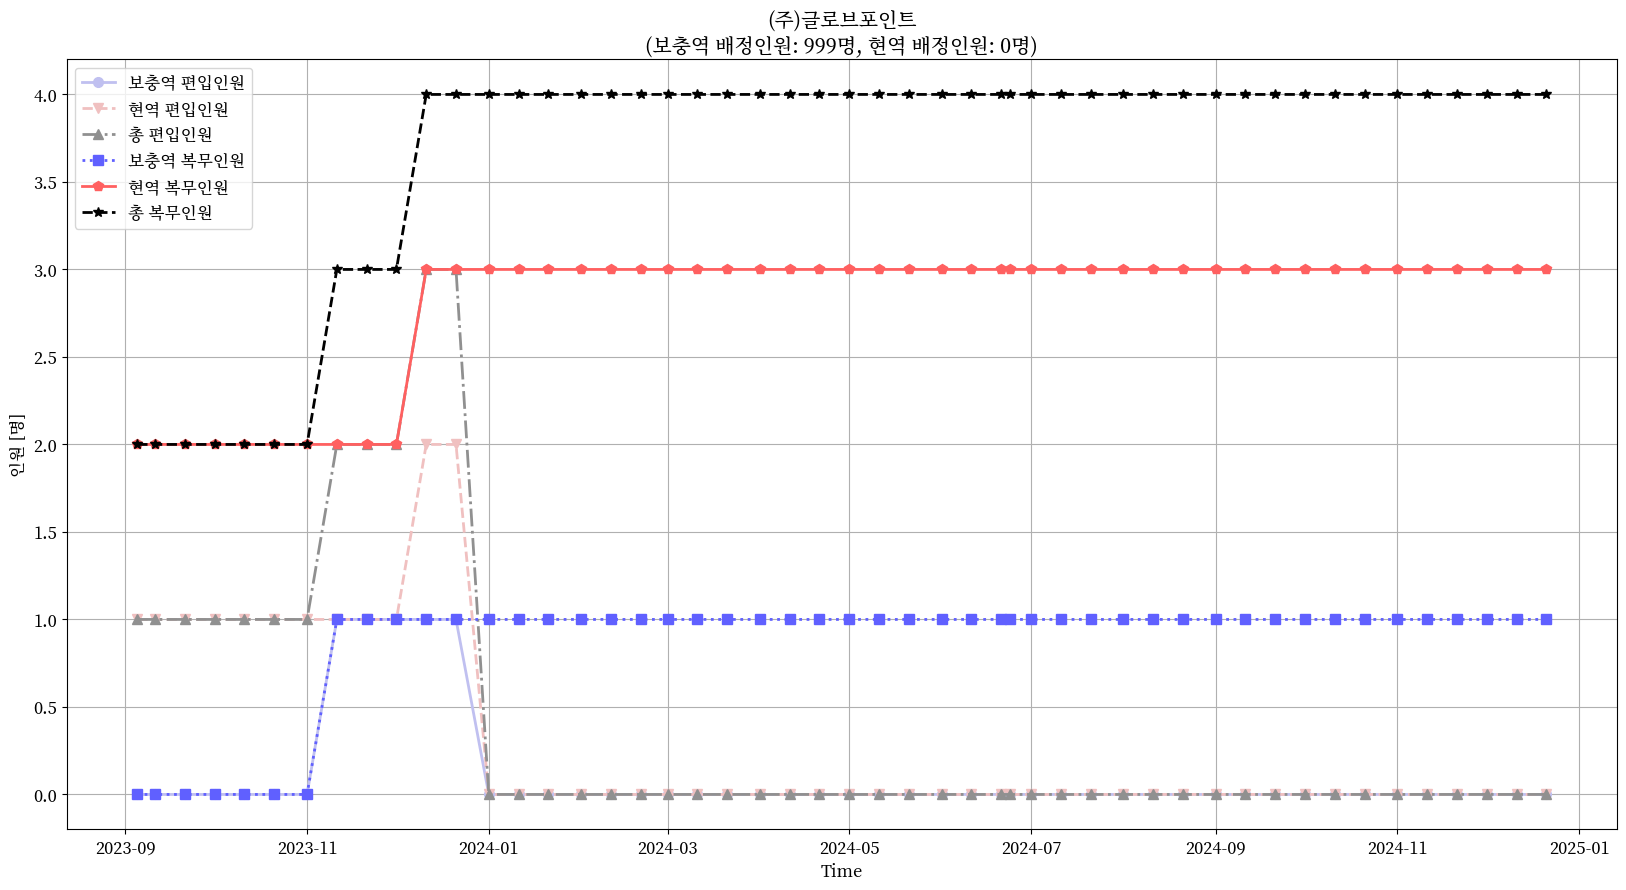 (주)글로브포인트
(보충역 배정인원: 999명, 현역 배정인원: 0명)
보충역 편입인원
현역 편입인원
총 편입인원
보충역 복무인원
현역 복무인원
총 복무인원
인원 [명]
4.0
3.5
3.0
2.5
2.0
1.5
1.0
0.5
0.0
2023-09 2023-11 2024-01 2024-03 2024-05 2024-07 2024-09 2024-11 2025-01
Time